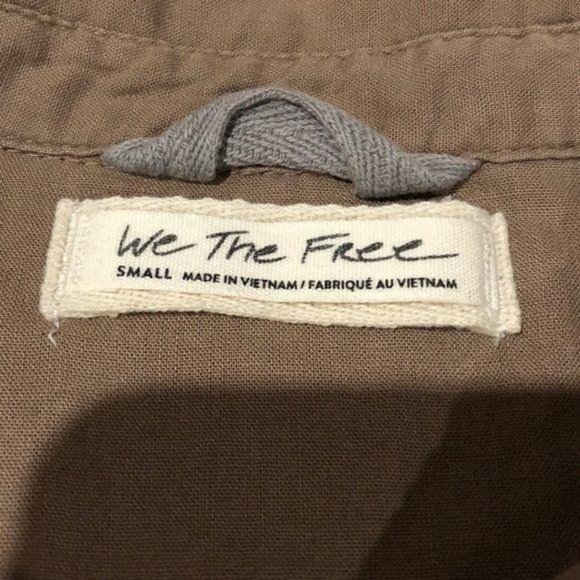 We The Free
SMALL MADE IN VIETNAM / FABRIQUÉ AU VIETNAM